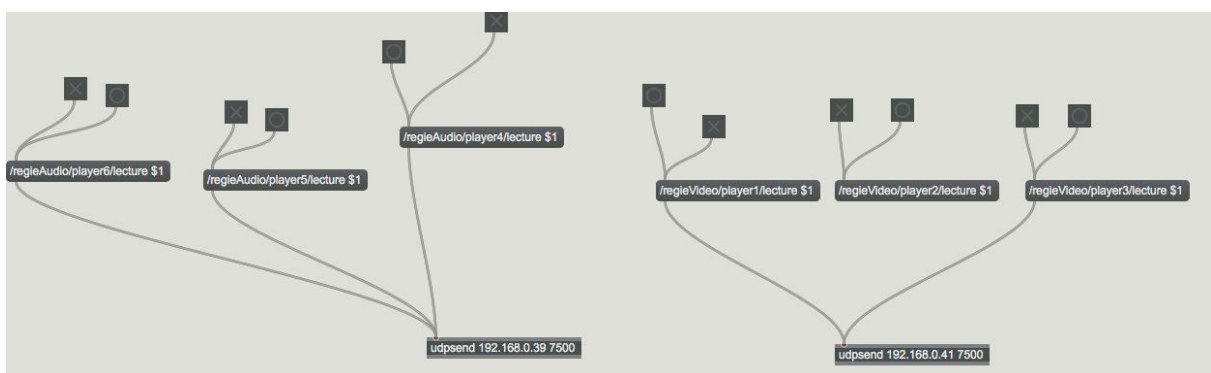 /regieAudio/player4/lecture $1
/regieAudio/player6/lecture $1
/regieAudio/player5/lecture $1
/regieVideo/player1/lecture $1
/regieVideo/player2/lecture $1
/regieVideo/player3/lecture $1
udpsend 192.168.0.39 7500
udpsend 192.168.0.41 7500